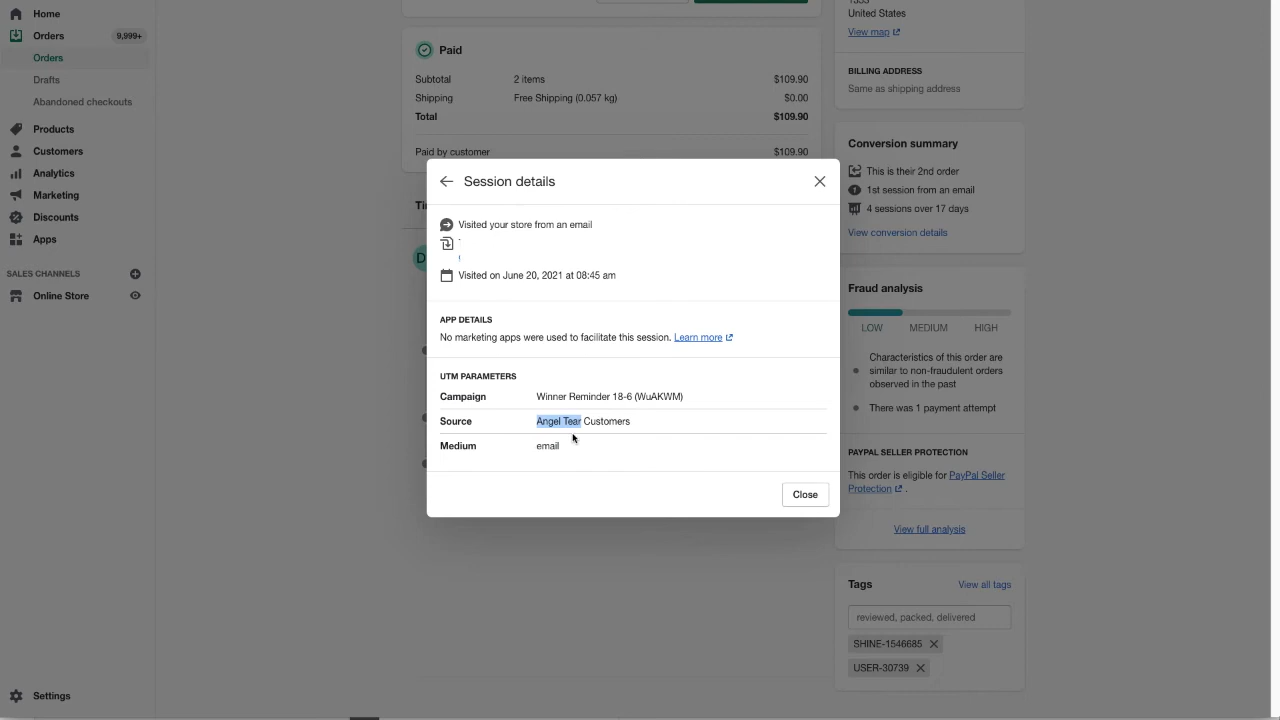 Home
Orders 9,999+
Orders
Drafts
Abandoned checkouts
Products
Customers
Analytics
Marketing
Discounts
Apps
SALES CHANNELS
Online Store
Settings
Paid
Subtotal 2 items $109.90
Shipping Free Shipping (0.057 kg) $0.00
Total $109.90
Paid by customer $109.90
Session details
Visited your store from an email
Visited on June 20, 2021 at 08:45 am
APP DETAILS
No marketing apps were used to facilitate this session. Learn more
UTM PARAMETERS
Campaign Winner Reminder 18-6 (WuAKWM)
Source Angel Tear Customers
Medium email
Close
United States
View map
BILLING ADDRESS
Same as shipping address
Conversion summary
This is their 2nd order
1st session from an email
4 sessions over 17 days
View conversion details
Fraud analysis
LOW MEDIUM HIGH
Characteristics of this order are
similar to non-fraudulent orders
observed in the past
There was 1 payment attempt
PAYPAL SELLER PROTECTION
This order is eligible for PayPal Seller
Protection .
View full analysis
Tags View all tags
reviewed, packed, delivered
SHINE-1546685
USER-30739